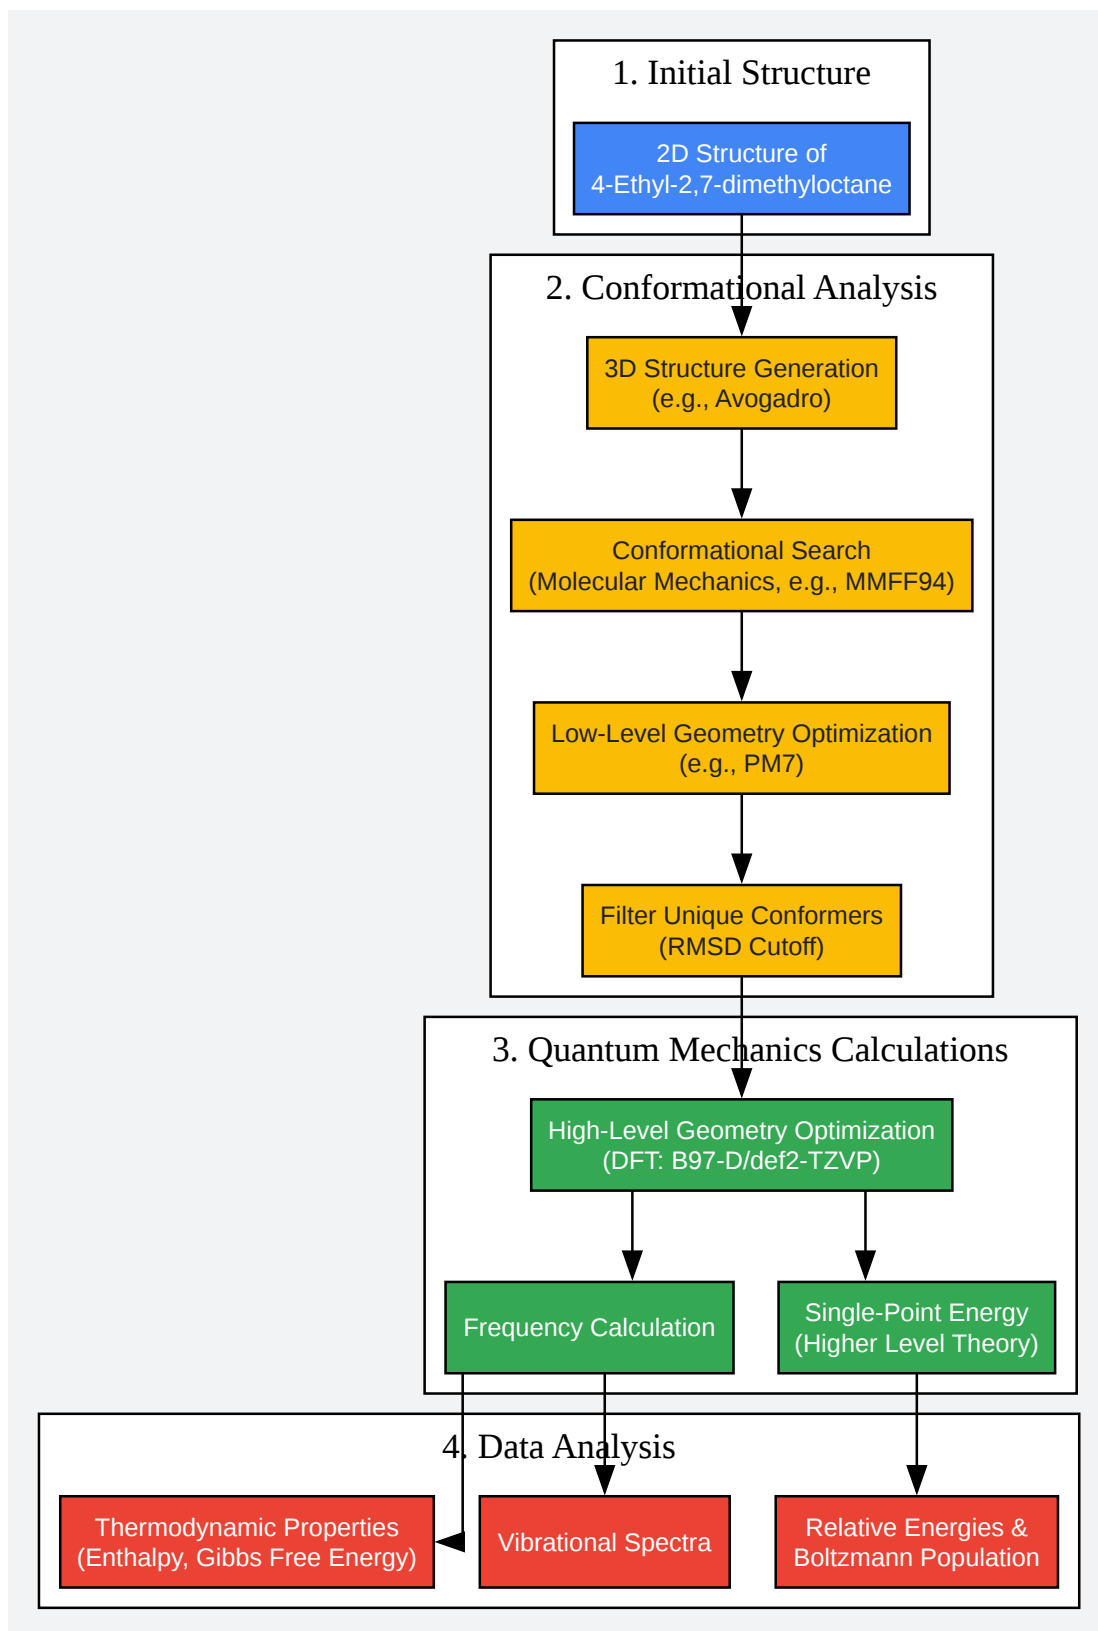 1. Initial Structure
2D Structure of
4-Ethyl-2,7-dimethyloctane
2. Conformational Analysis
3D Structure Generation
(e.g., Avogadro)
Conformational Search
(Molecular Mechanics, e.g., MMFF94)
Low-Level Geometry Optimization
(e.g., PM7)
Filter Unique Conformers
(RMSD Cutoff)
3. Quantum Mechanics Calculations
High-Level Geometry Optimization
(DFT: B97-D/def2-TZVP)
Frequency Calculation
Single-Point Energy
(Higher Level Theory)
4. Data Analysis
Thermodynamic Properties
(Enthalpy, Gibbs Free Energy)
Vibrational Spectra
Relative Energies &
Boltzmann Population